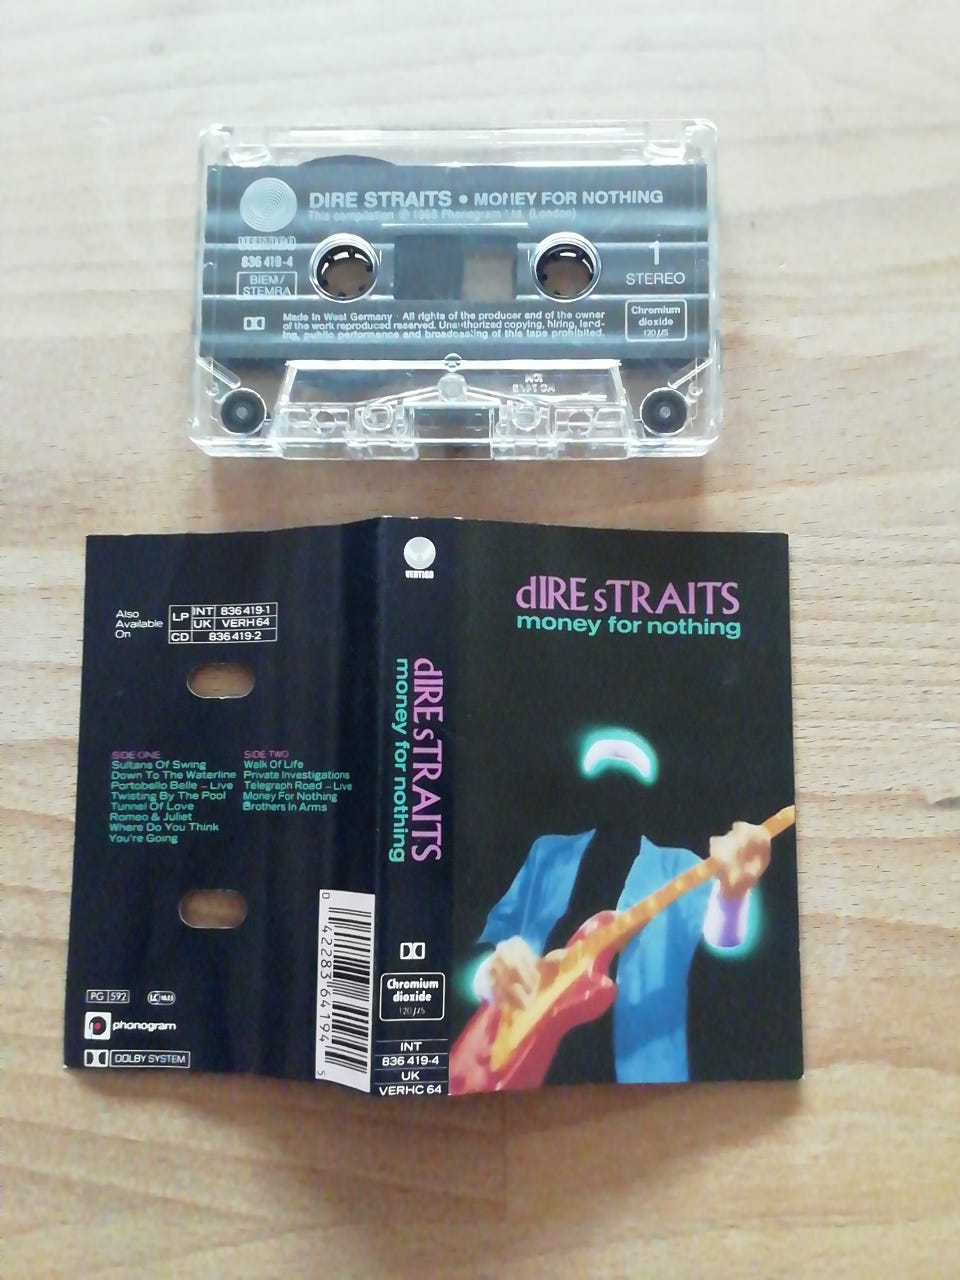 DIRE STRAITS • MONEY FOR NOTHING
This compilation ℗ 1988 Phonogram Ltd. (London)
VERTIGO
836 419-4
BIEM/
STEMRA
1
STEREO
Made in West Germany · All rights of the producer and of the owner
of the work reproduced reserved. Unauthorized copying, hiring, lend-
ing, public performance and broadcasting of this tape prohibited.
Chromium
dioxide
120 µs
Also
Available
On
LP INT 836 419-1
UK VERH 64
CD 836 419-2
SIDE ONE
Sultans Of Swing
Down To The Waterline
Portobello Belle – Live
Twisting By The Pool
Tunnel Of Love
Romeo & Juliet
Where Do You Think
You're Going
SIDE TWO
Walk Of Life
Private Investigations
Telegraph Road – Live
Money For Nothing
Brothers In Arms
PG 592
LC
phonogram
DOLBY SYSTEM
0 42283 64194 5
VERTIGO
dIRE sTRAITS
money for nothing
Chromium
dioxide
120 µs
INT
836 419-4
UK
VERHC 64
dIRE sTRAITS
money for nothing